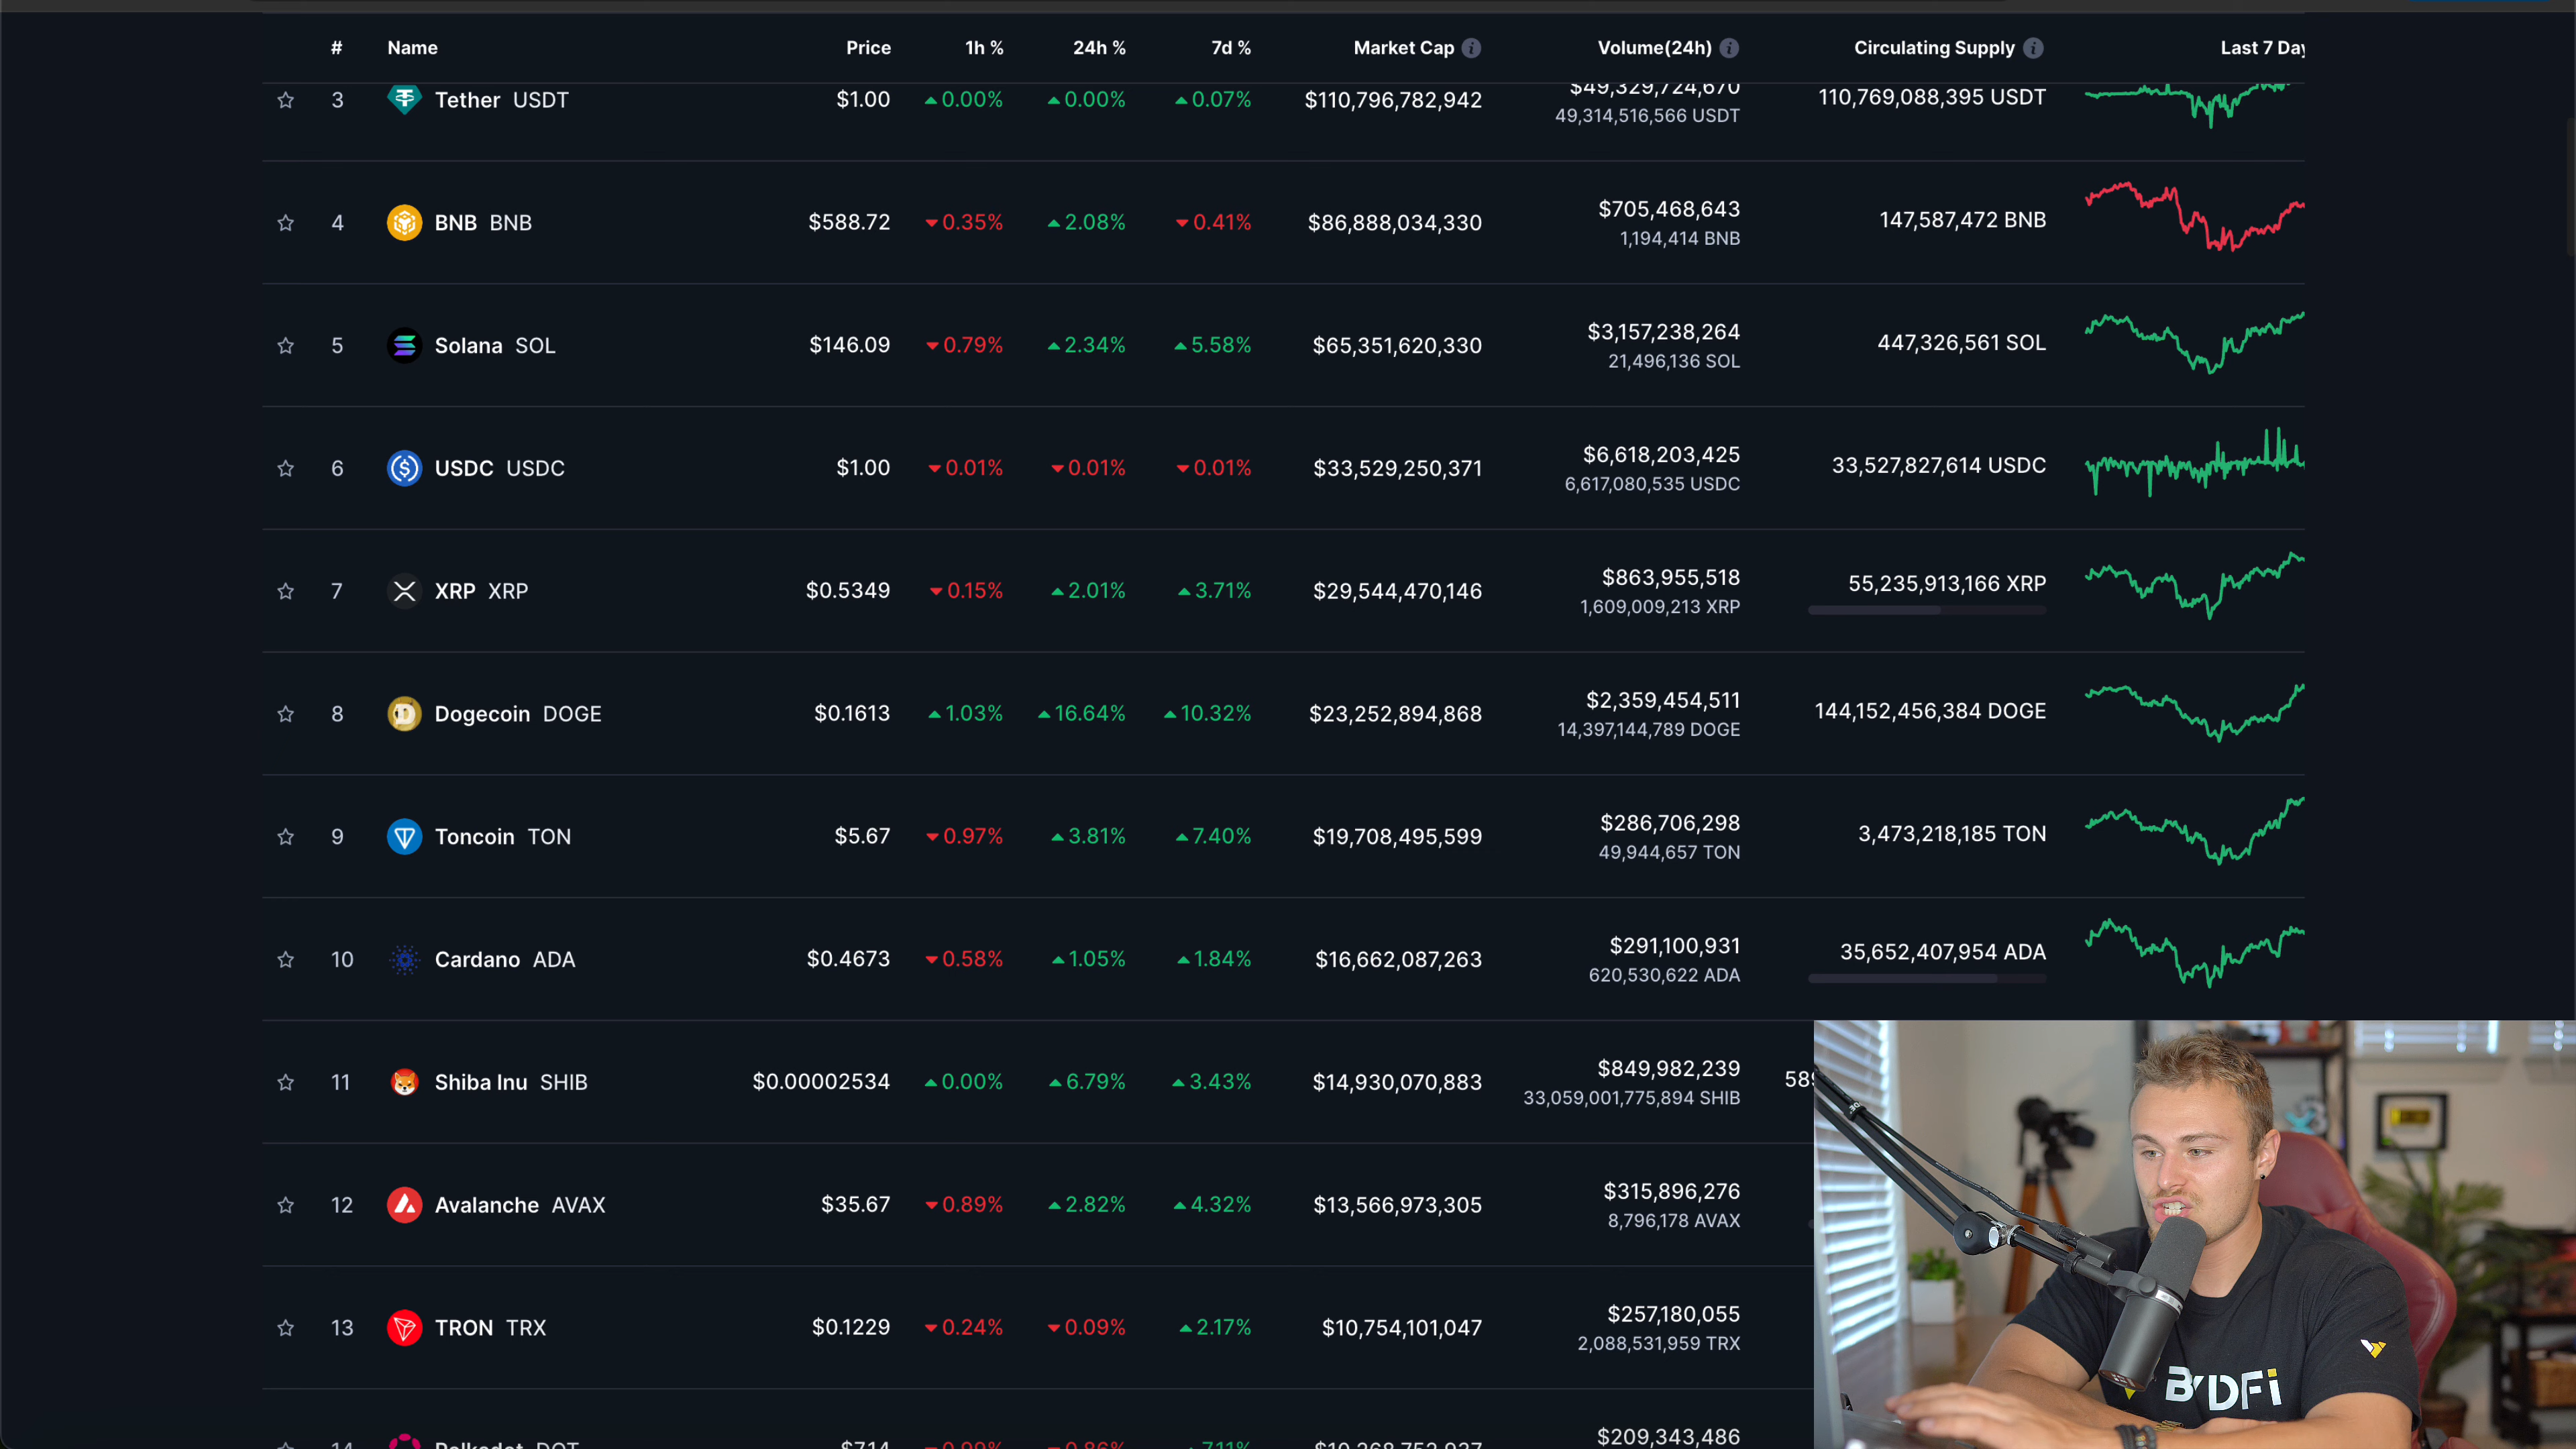 # Name Price 1h % 24h % 7d % Market Cap Volume(24h) Circulating Supply Last 7 Day
3 Tether USDT $1.00 0.00% 0.00% 0.07% $110,796,782,942 $49,329,724,670 110,769,088,395 USDT
49,314,516,566 USDT
4 BNB BNB $588.72 0.35% 2.08% 0.41% $86,888,034,330 $705,468,643 147,587,472 BNB
1,194,414 BNB
5 Solana SOL $146.09 0.79% 2.34% 5.58% $65,351,620,330 $3,157,238,264 447,326,561 SOL
21,496,136 SOL
6 USDC USDC $1.00 0.01% 0.01% 0.01% $33,529,250,371 $6,618,203,425 33,527,827,614 USDC
6,617,080,535 USDC
7 XRP XRP $0.5349 0.15% 2.01% 3.71% $29,544,470,146 $863,955,518 55,235,913,166 XRP
1,609,009,213 XRP
8 Dogecoin DOGE $0.1613 1.03% 16.64% 10.32% $23,252,894,868 $2,359,454,511 144,152,456,384 DOGE
14,397,144,789 DOGE
9 Toncoin TON $5.67 0.97% 3.81% 7.40% $19,708,495,599 $286,706,298 3,473,218,185 TON
49,944,657 TON
10 Cardano ADA $0.4673 0.58% 1.05% 1.84% $16,662,087,263 $291,100,931 35,652,407,954 ADA
620,530,622 ADA
11 Shiba Inu SHIB $0.00002534 0.00% 6.79% 3.43% $14,930,070,883 $849,982,239 589
33,059,001,775,894 SHIB
12 Avalanche AVAX $35.67 0.89% 2.82% 4.32% $13,566,973,305 $315,896,276
8,796,178 AVAX
13 TRON TRX $0.1229 0.24% 0.09% 2.17% $10,754,101,047 $257,180,055
2,088,531,959 TRX
14 Polkadot DOT $209,343,486
BYDFi